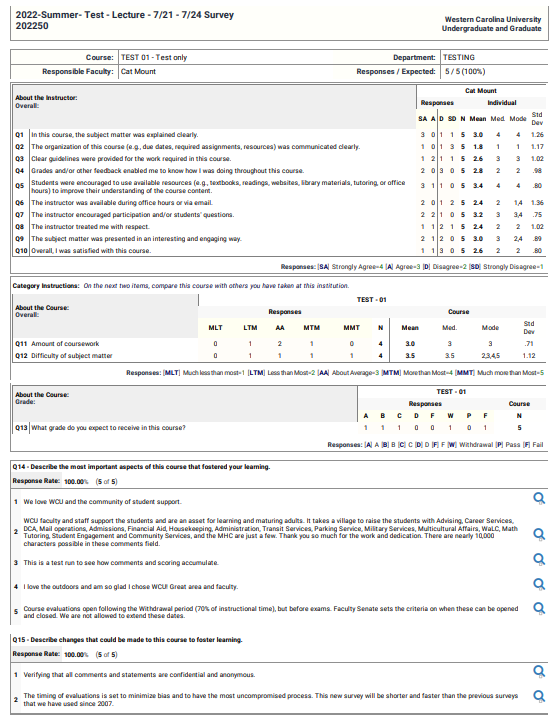 2022-Summer- Test - Lecture - 7/21 - 7/24 Survey
202250
Western Carolina University
Undergraduate and Graduate
Course: TEST 01 - Test only Department: TESTING
Responsible Faculty: Cat Mount Responses / Expected: 5 / 5 (100%)
About the Instructor:
Overall:
Cat Mount
Responses Individual
SA A D SD N Mean Med. Mode Std Dev
Q1 In this course, the subject matter was explained clearly. 3 0 1 1 5 3.0 4 4 1.26
Q2 The organization of this course (e.g., due dates, required assignments, resources) was communicated clearly. 1 0 1 3 5 1.8 1 1 1.17
Q3 Clear guidelines were provided for the work required in this course. 1 2 1 1 5 2.6 3 3 1.02
Q4 Grades and/or other feedback enabled me to know how I was doing throughout this course. 2 0 3 0 5 2.8 2 2 .98
Q5 Students were encouraged to use available resources (e.g., textbooks, readings, websites, library materials, tutoring, or office
hours) to improve their understanding of the course content. 3 1 1 0 5 3.4 4 4 .80
Q6 The instructor was available during office hours or via email. 2 0 1 2 5 2.4 2 1,4 1.36
Q7 The instructor encouraged participation and/or students' questions. 2 2 1 0 5 3.2 3 3,4 .75
Q8 The instructor treated me with respect. 1 1 2 1 5 2.4 2 2 1.02
Q9 The subject matter was presented in an interesting and engaging way. 2 1 2 0 5 3.0 3 2,4 .89
Q10 Overall, I was satisfied with this course. 1 1 3 0 5 2.6 2 2 .80
Responses: [SA] Strongly Agree=4 [A] Agree=3 [D] Disagree=2 [SD] Strongly Disagree=1
Category Instructions: On the next two items, compare this course with others you have taken at this institution.
About the Course:
Overall:
TEST - 01
Responses Course
MLT LTM AA MTM MMT N Mean Med. Mode Std Dev
Q11 Amount of coursework 0 1 2 1 0 4 3.0 3 3 .71
Q12 Difficulty of subject matter 0 1 1 1 1 4 3.5 3.5 2,3,4,5 1.12
Responses: [MLT] Much less than most=1 [LTM] Less than Most=2 [AA] About Average=3 [MTM] More than Most=4 [MMT] Much more than Most=5
About the Course:
Grade:
TEST - 01
Responses Course
A B C D F W P F N
Q13 What grade do you expect to receive in this course? 1 1 1 0 0 1 0 1 5
Responses: [A] A [B] B [C] C [D] D [F] F [W] Withdrawal [P] Pass [F] Fail
Q14 - Describe the most important aspects of this course that fostered your learning.
Response Rate: 100.00% (5 of 5)
1 We love WCU and the community of student support.
2 WCU faculty and staff support the students and are an asset for learning and maturing adults. It takes a village to raise the students with Advising, Career Services,
DCA, Mail operations, Admissions, Financial Aid, Housekeeping, Administration, Transit Services, Parking Service, Military Services, Multicultural Affairs, WaLC, Math
Tutoring, Student Engagement and Community Services, and the MHC are just a few. Thank you so much for the work and dedication. There are nearly 10,000
characters possible in these comments field.
3 This is a test run to see how comments and scoring accumulate.
4 I love the outdoors and am so glad I chose WCU! Great area and faculty.
5 Course evaluations open following the Withdrawal period (70% of instructional time), but before exams. Faculty Senate sets the criteria on when these can be opened
and closed. We are not allowed to extend these dates.
Q15 - Describe changes that could be made to this course to foster learning.
Response Rate: 100.00% (5 of 5)
1 Verifying that all comments and statements are confidential and anonymous.
2 The timing of evaluations is set to minimize bias and to have the most uncompromised process. This new survey will be shorter and faster than the previous surveys
that we have used since 2007.